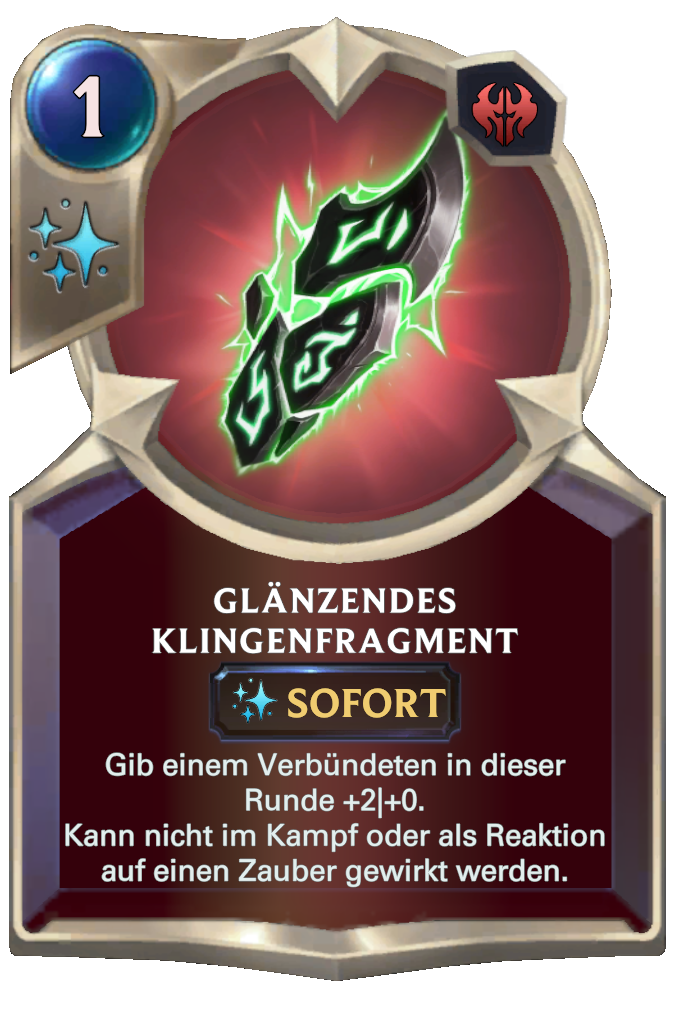 1
GLÄNZENDES
KLINGENFRAGMENT
SOFORT
Gib einem Verbündeten in dieser
Runde +2|+0.
Kann nicht im Kampf oder als Reaktion
auf einen Zauber gewirkt werden.